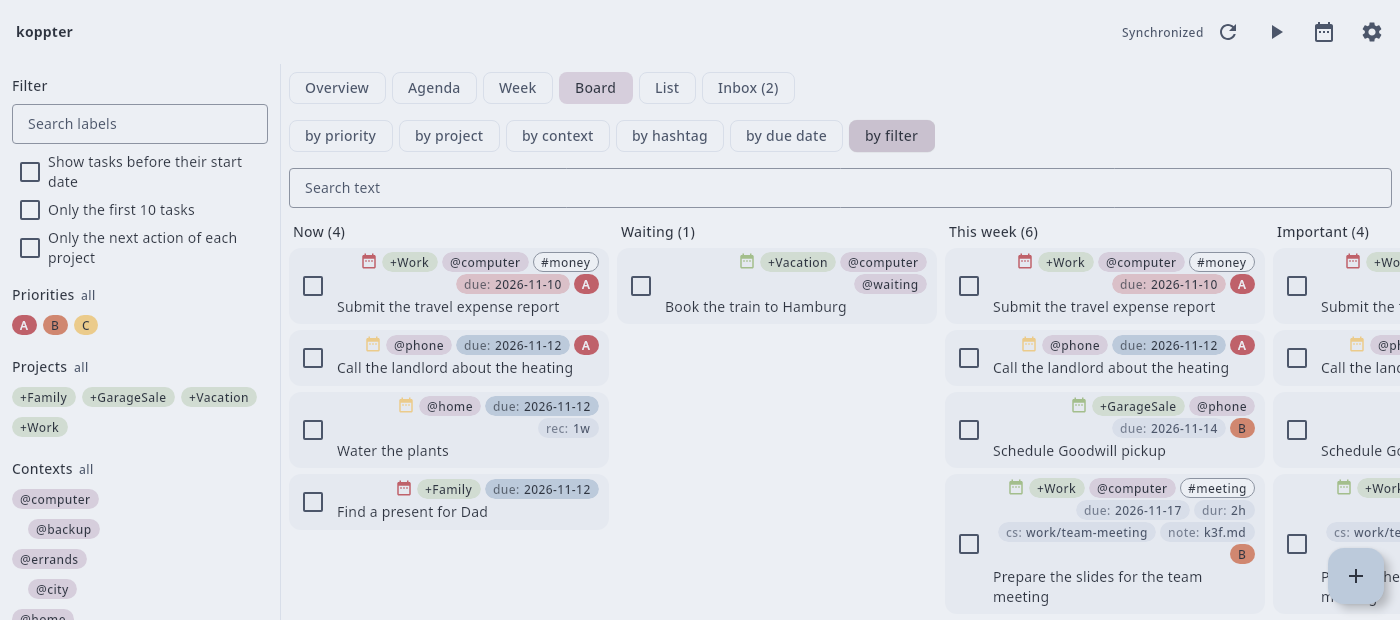 koppter
Synchronized
Filter
Search labels
Show tasks before their start
date
Only the first 10 tasks
Only the next action of each
project
Priorities all
A B C
Projects all
+Family +GarageSale +Vacation
+Work
Contexts all
@computer
@backup
@errands
@city
@home
Overview Agenda Week Board List Inbox (2)
by priority by project by context by hashtag by due date by filter
Search text
Now (4)
+Work @computer #money
due: 2026-11-10 A
Submit the travel expense report
@phone due: 2026-11-12 A
Call the landlord about the heating
@home due: 2026-11-12
rec: 1w
Water the plants
+Family due: 2026-11-12
Find a present for Dad
Waiting (1)
+Vacation @computer
@waiting
Book the train to Hamburg
This week (6)
+Work @computer #money
due: 2026-11-10 A
Submit the travel expense report
@phone due: 2026-11-12 A
Call the landlord about the heating
+GarageSale @phone
due: 2026-11-14 B
Schedule Goodwill pickup
+Work @computer #meeting
due: 2026-11-17 dur: 2h
cs: work/team-meeting note: k3f.md
B
Prepare the slides for the team
meeting
Important (4)
Submit the
Schedule
+Work
cs: